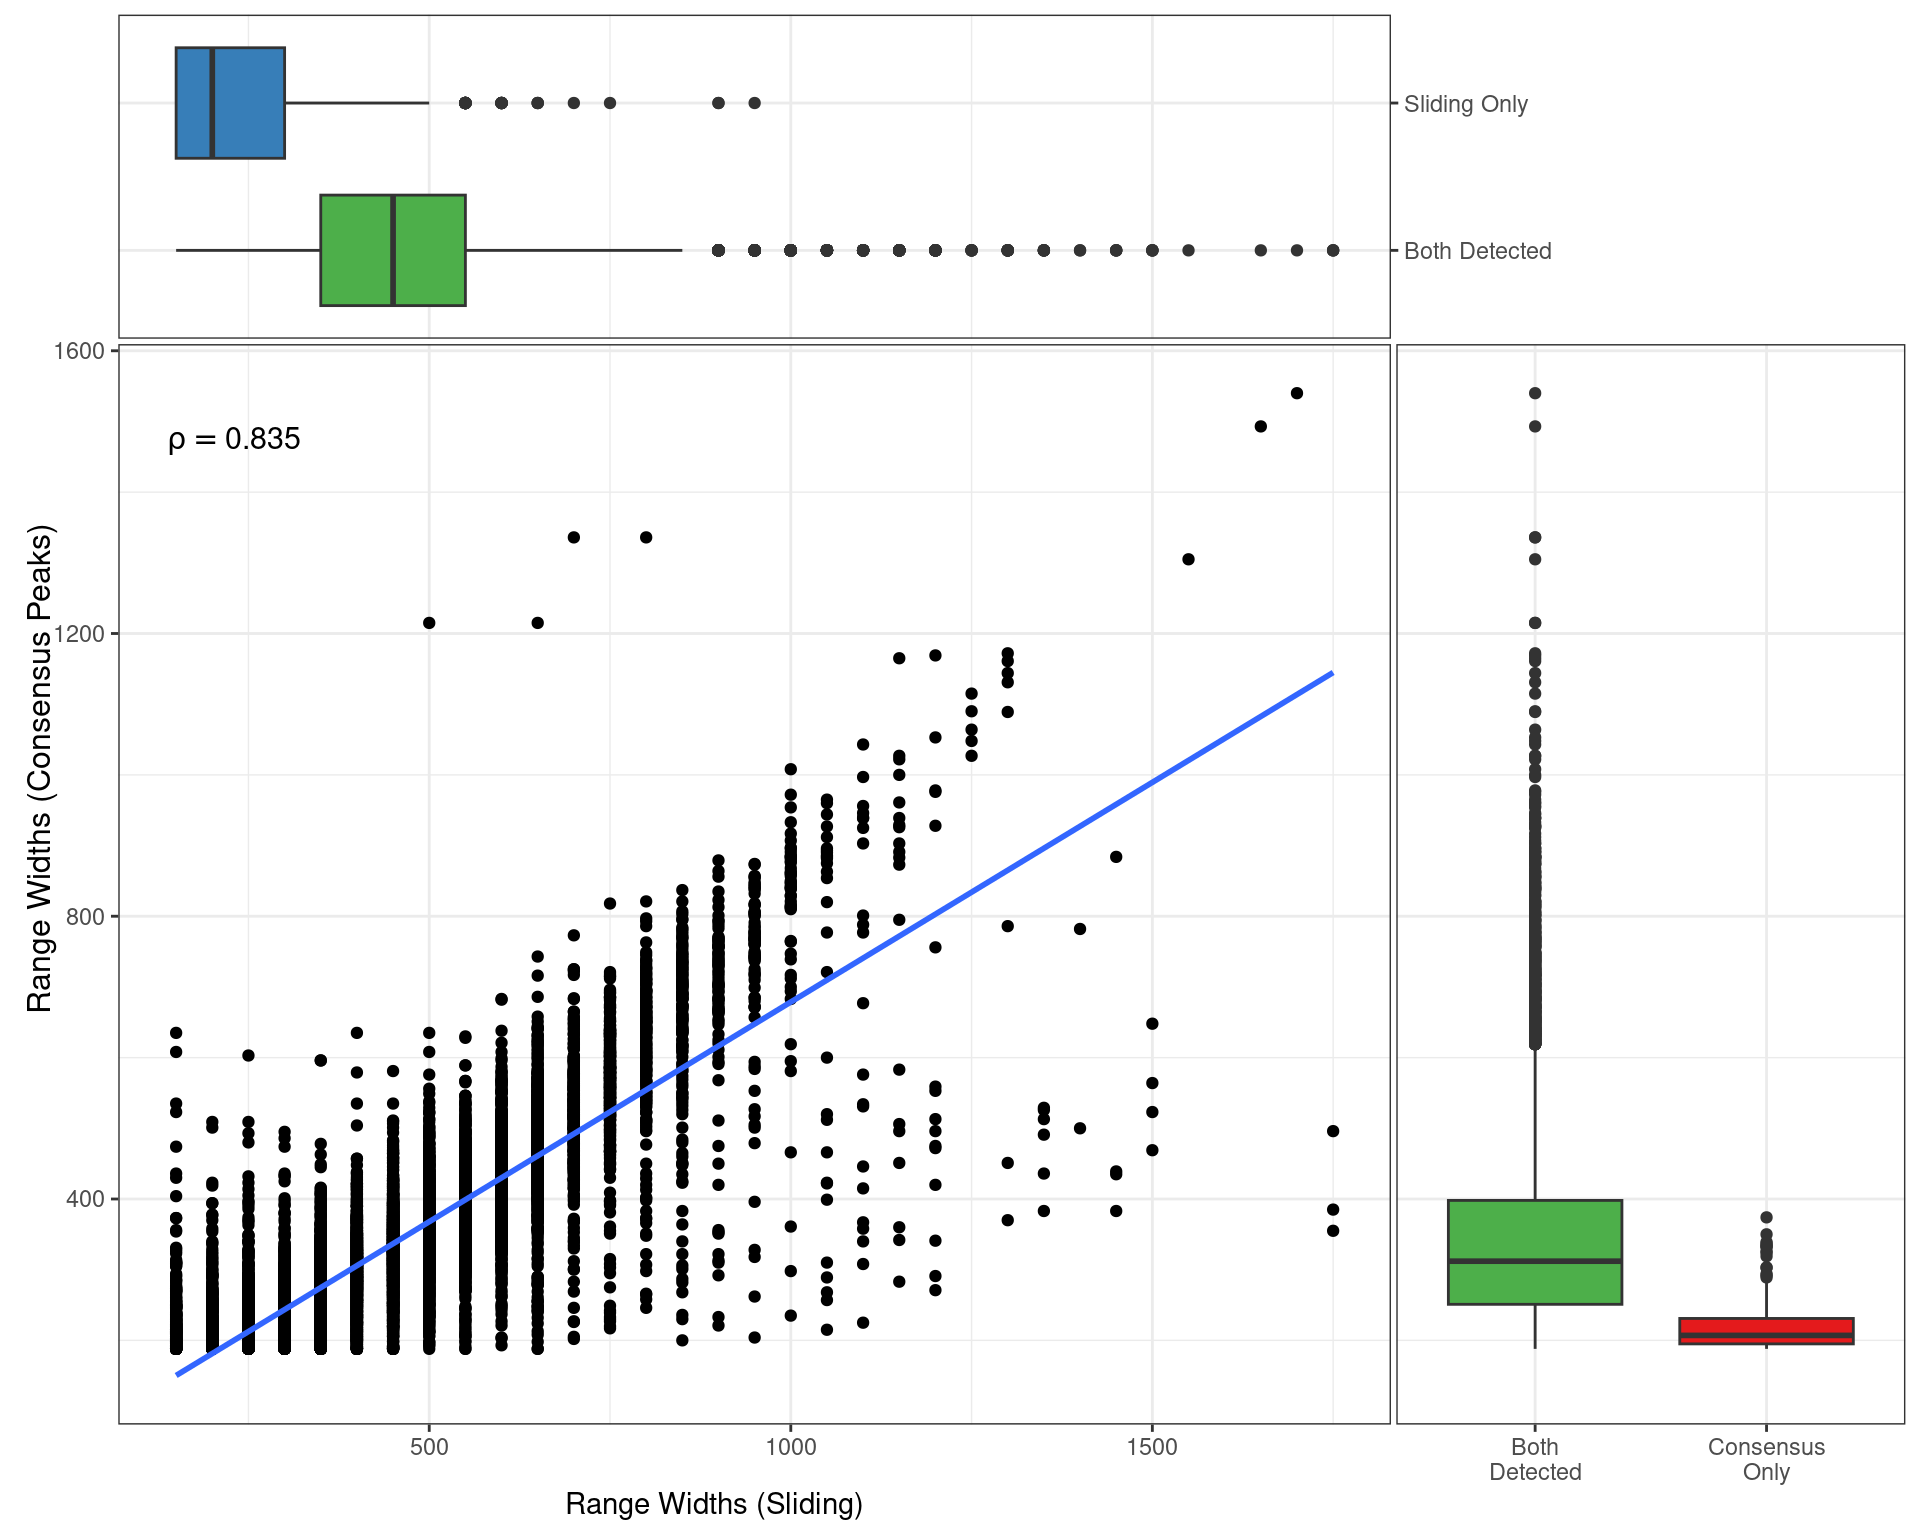 Sliding Only
Both Detected
1600
ρ = 0.835
1200
800
400
Range Widths (Consensus Peaks)
500
1000
1500
Range Widths (Sliding)
Both
Detected
Consensus
Only